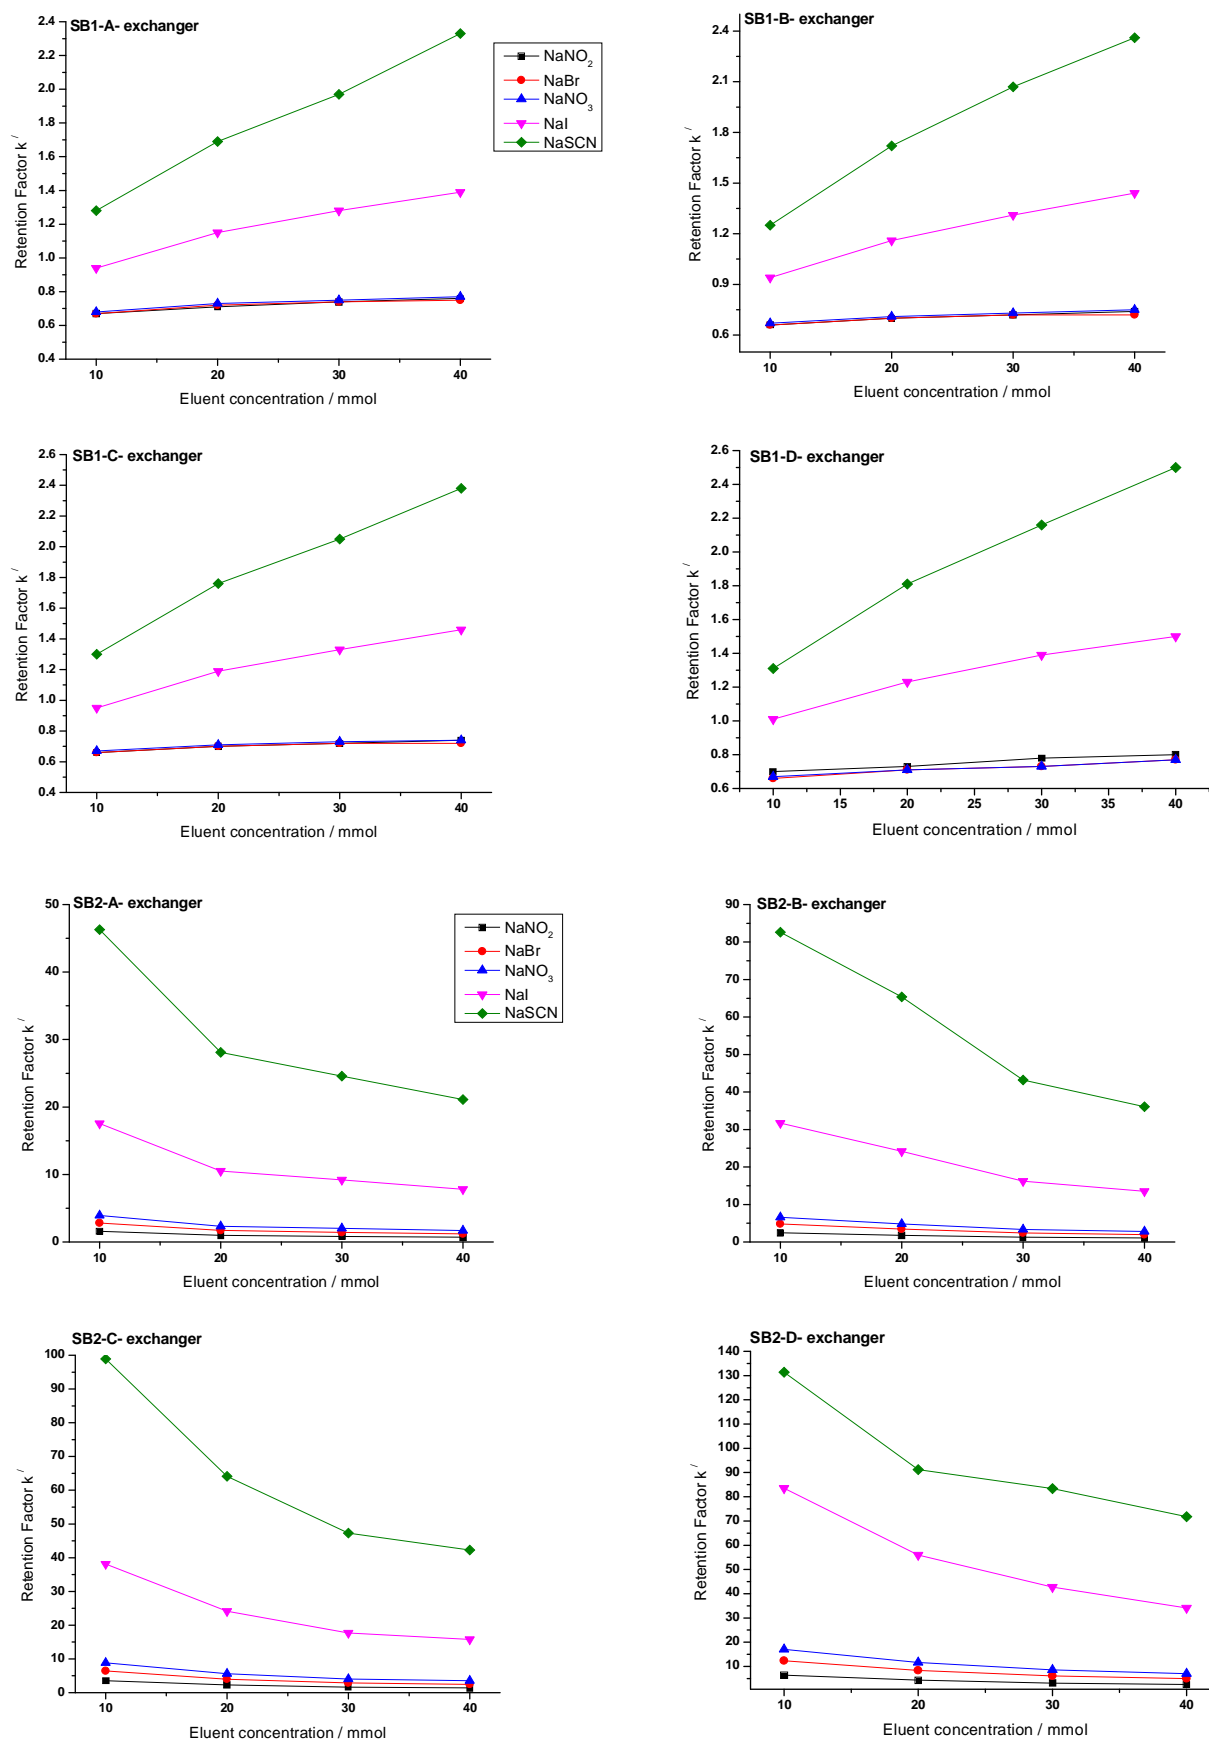 SB1-A- exchanger
2.4
2.2
2.0
1.8
1.6
1.4
1.2
1.0
0.8
0.6
0.4
Retention Factor k /
10 20 30 40
Eluent concentration / mmol
NaNO2
NaBr
NaNO3
NaI
NaSCN
SB1-B- exchanger
2.4
2.1
1.8
1.5
1.2
0.9
0.6
Retention Factor k /
10 20 30 40
Eluent concentration / mmol
SB1-C- exchanger
2.6
2.4
2.2
2.0
1.8
1.6
1.4
1.2
1.0
0.8
0.6
0.4
Retention Factor k /
10 20 30 40
Eluent concentration / mmol
SB1-D- exchanger
2.6
2.4
2.2
2.0
1.8
1.6
1.4
1.2
1.0
0.8
0.6
Retention Factor k /
10 15 20 25 30 35 40
Eluent concentration / mmol
SB2-A- exchanger
50
40
30
20
10
0
Retention Factor k /
10 20 30 40
Eluent concentration / mmol
NaNO2
NaBr
NaNO3
NaI
NaSCN
SB2-B- exchanger
90
80
70
60
50
40
30
20
10
0
Retention Factor k /
10 20 30 40
Eluent concentration / mmol
SB2-C- exchanger
100
90
80
70
60
50
40
30
20
10
0
Retention Factor k /
10 20 30 40
Eluent concentration / mmol
SB2-D- exchanger
140
130
120
110
100
90
80
70
60
50
40
30
20
10
Retention Factor k /
10 20 30 40
Eluent concentration / mmol